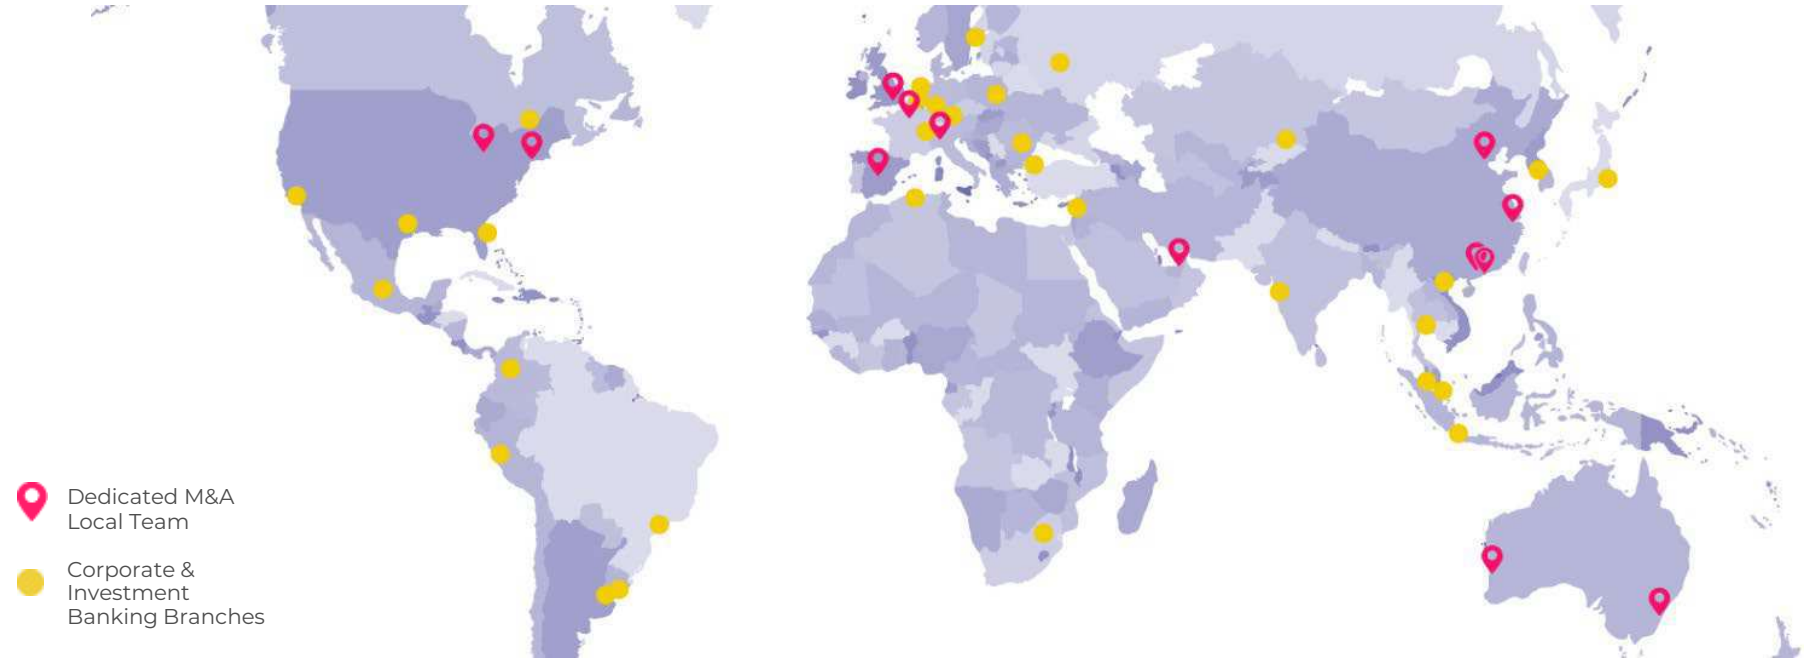 Dedicated M&A
Local Team
Corporate &
Investment
Banking Branches